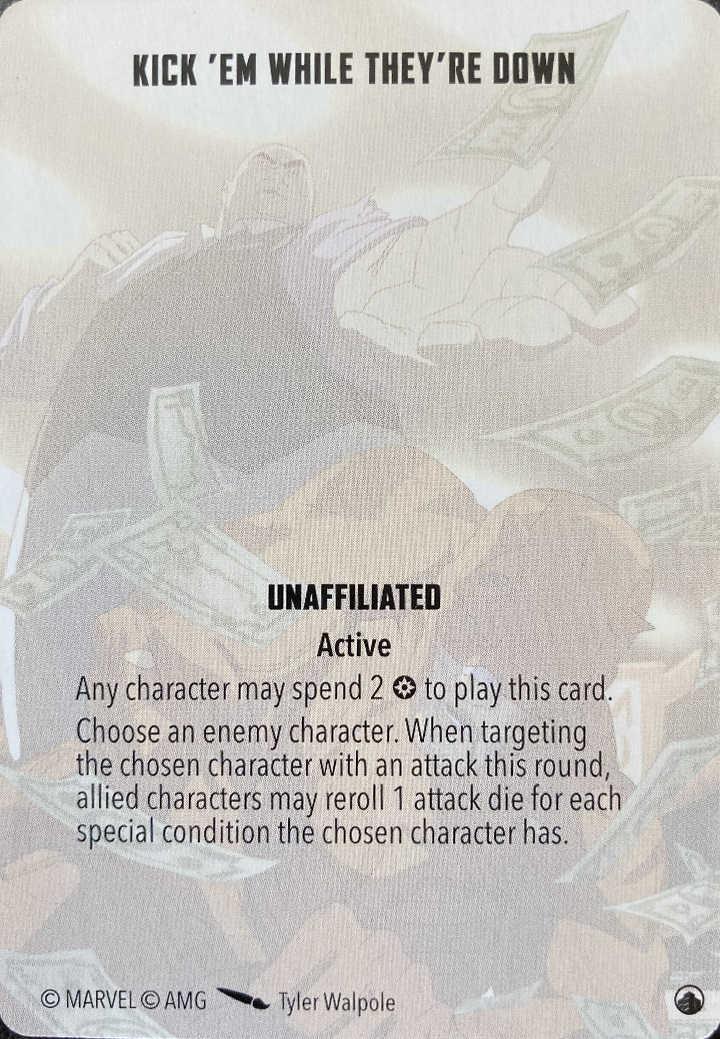 KICK 'EM WHILE THEY'RE DOWN
UNAFFILIATED
Active
Any character may spend 2 to play this card.
Choose an enemy character. When targeting
the chosen character with an attack this round,
allied characters may reroll 1 attack die for each
special condition the chosen character has.
© MARVEL © AMG Tyler Walpole